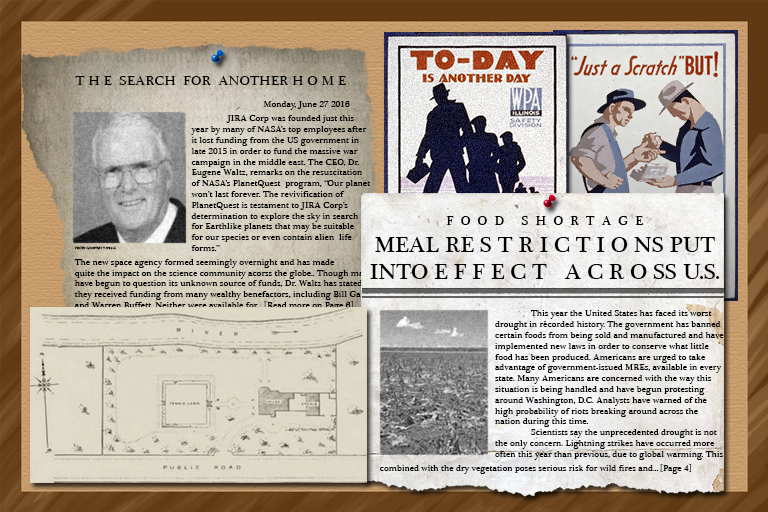 THE SEARCH FOR ANOTHER HOME
Monday, June 27 2016
JIRA Corp was founded just this
year by many of NASA's top employees after
it lost funding from the US government in
late 2015 in order to fund the massive war
campaign in the middle east. The CEO, Dr.
Eugene Waltz, remarks on the resuscitation
of NASA's PlanetQuest program, "Our planet
won't last forever. The revivification of
PlanetQuest is testament to JIRA Corp's
determination to explore the sky in search
for Earthlike planets that may be suitable
for our species or even contain alien life
forms."
The new space agency formed seemingly overnight and has made
quite the impact on the science community acorss the globe. Though ma
have begun to question its unknown source of funds, Dr. Waltz has stated
they received funding from many wealthy benefactors, including Bill Ga
and Warren Buffett. Neither were available for [Read more on Page 6]
TO-DAY
IS ANOTHER DAY
WPA
ILLINOIS
SAFETY
DIVISION
"Just a Scratch" BUT!
FOOD SHORTAGE
MEAL RESTRICTIONS PUT
INTO EFFECT ACROSS U.S.
This year the United States has faced its worst
drought in recorded history. The government has banned
certain foods from being sold and manufactured and have
implemented new laws in order to conserve what little
food has been produced. Americans are urged to take
advantage of government-issued MREs, available in every
state. Many Americans are concerned with the way this
situation is being handled and have begun protesting
around Washington, D.C. Analysts have warned of the
high probability of riots breaking around across the
nation during this time.
Scientists say the unprecedented drought is not
the only concern. Lightning strikes have occurred more
often this year than previous, due to global warming. This
combined with the dry vegetation poses serious risk for wild fires and... [Page 4]
RIVER
TENNIS LAWN
PUBLIC ROAD